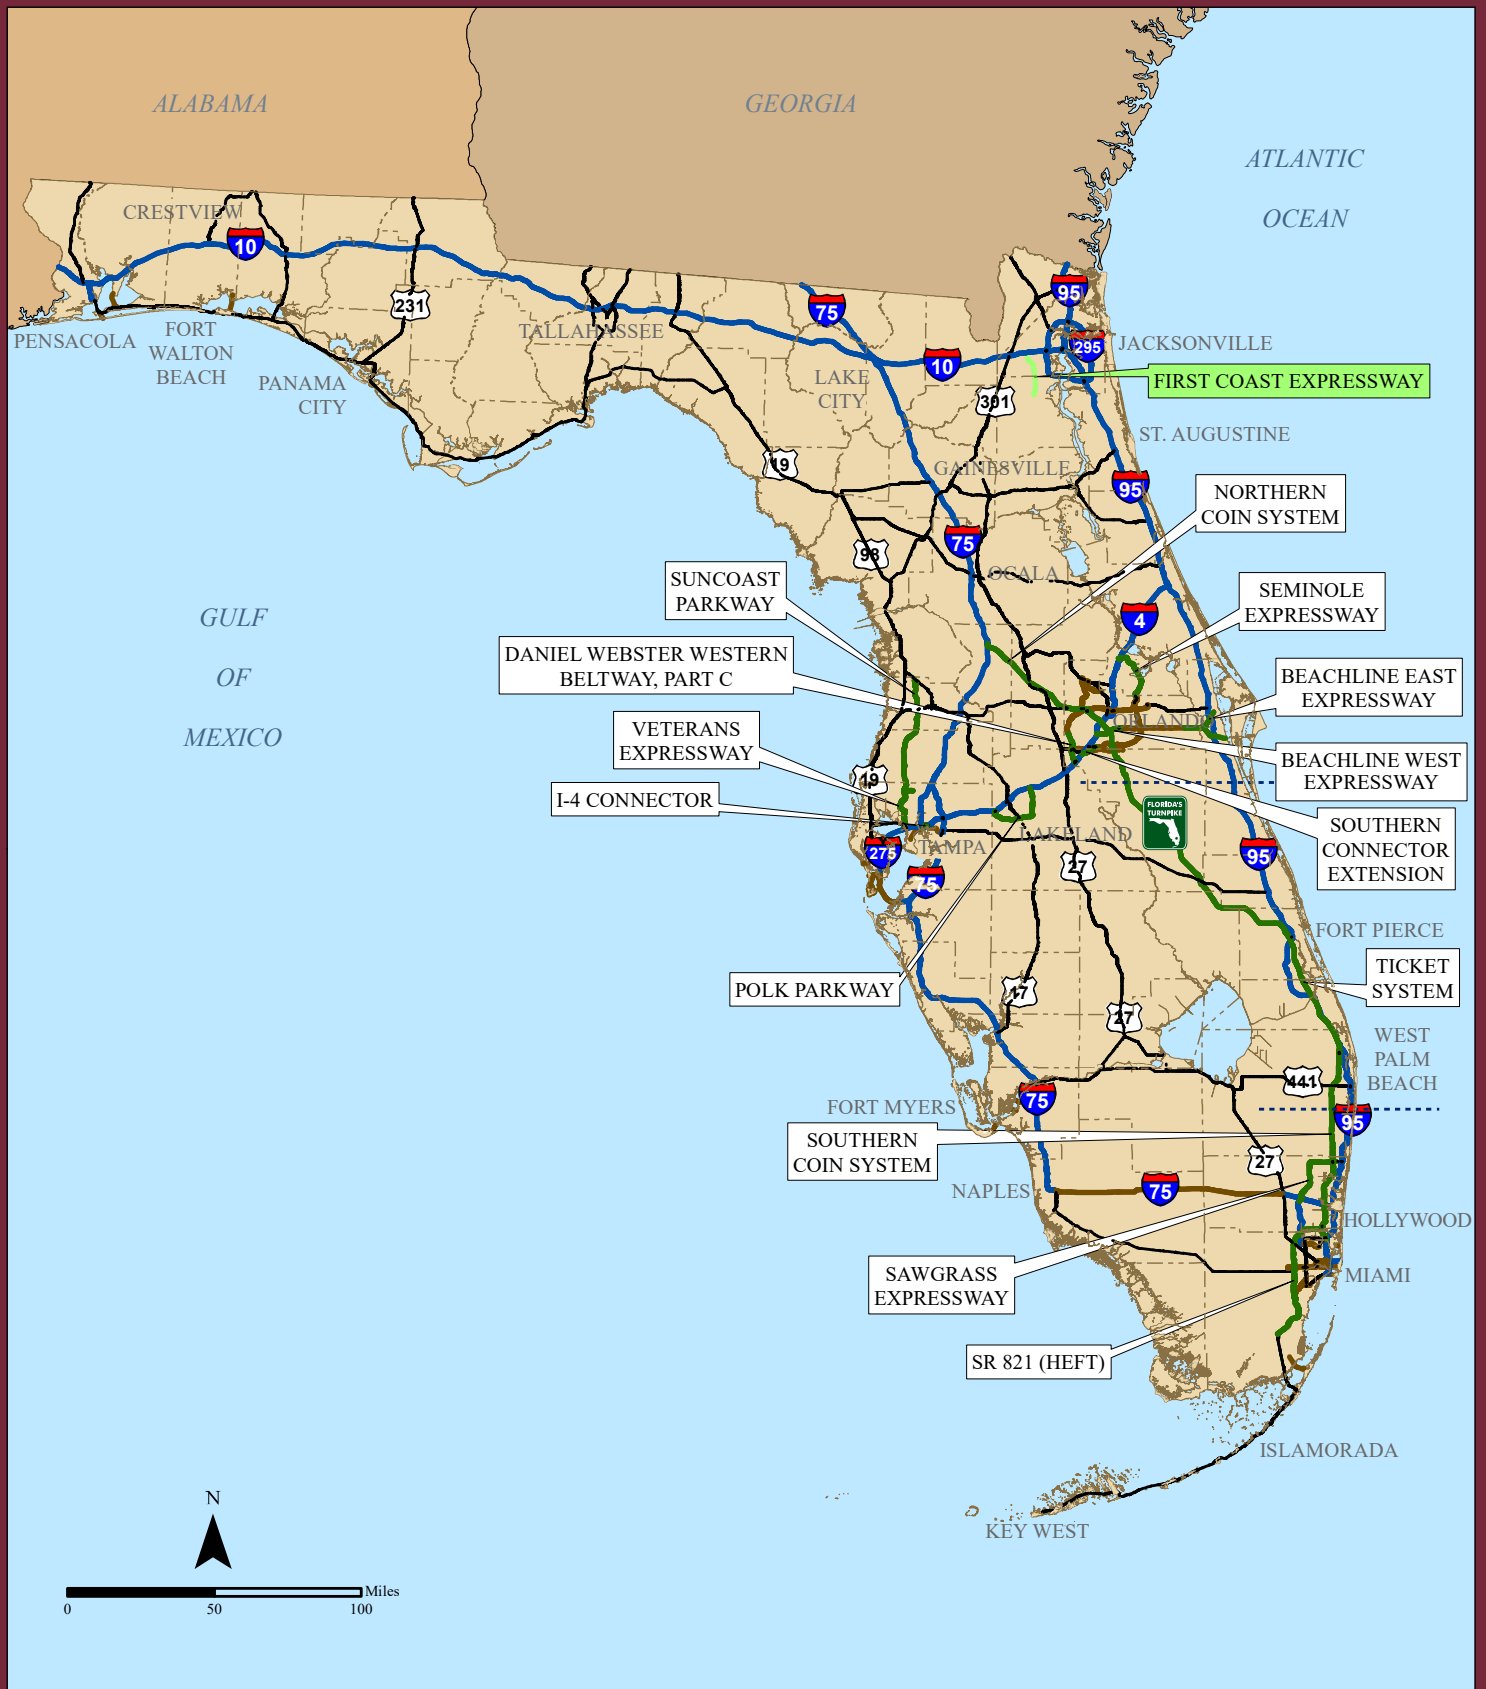 ALABAMA
GEORGIA
ATLANTIC
OCEAN
CRESTVIEW
10
231
PENSACOLA
FORT
WALTON
BEACH
PANAMA
CITY
TALLAHASSEE
75
95
295
JACKSONVILLE
10
LAKE
CITY
FIRST COAST EXPRESSWAY
301
ST. AUGUSTINE
19
GAINESVILLE
95
NORTHERN
COIN SYSTEM
75
98
OCALA
SUNCOAST
PARKWAY
SEMINOLE
EXPRESSWAY
4
GULF
OF
MEXICO
DANIEL WEBSTER WESTERN
BELTWAY, PART C
BEACHLINE EAST
EXPRESSWAY
ORLANDO
VETERANS
EXPRESSWAY
BEACHLINE WEST
EXPRESSWAY
19
I-4 CONNECTOR
FLORIDA'S
TURNPIKE
SOUTHERN
CONNECTOR
EXTENSION
LAKELAND
TAMPA
275
95
27
75
FORT PIERCE
POLK PARKWAY
TICKET
SYSTEM
17
27
WEST
PALM
BEACH
441
75
FORT MYERS
95
SOUTHERN
COIN SYSTEM
27
NAPLES
75
HOLLYWOOD
SAWGRASS
EXPRESSWAY
MIAMI
SR 821 (HEFT)
ISLAMORADA
KEY WEST
N
Miles
0 50 100